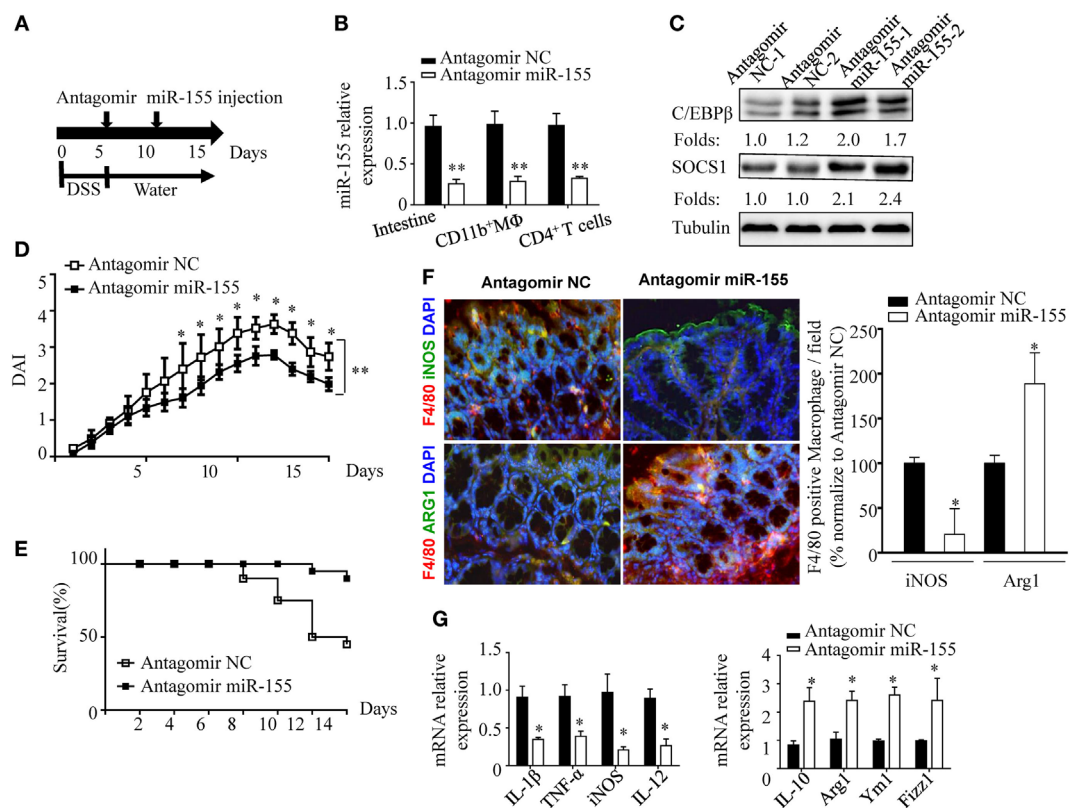 A
Antagomir miR-155 injection
0 5 10 15 Days
DSS Water
B
Antagomir NC
Antagomir miR-155
miR-155 relative
expression
1.5
1.0
0.5
0
**
**
**
Intestine
CD11b+MΦ
CD4+ T cells
C
Antagomir
NC-1
Antagomir
NC-2
Antagomir
miR-155-1
Antagomir
miR-155-2
C/EBPβ
Folds: 1.0 1.2 2.0 1.7
SOCS1
Folds: 1.0 1.0 2.1 2.4
Tubulin
D
Antagomir NC
Antagomir miR-155
DAI
5
4
3
2
1
0
* * * * * * * * *
**
5 10 15 Days
E
Survival(%)
100
50
0
Antagomir NC
Antagomir miR-155
2 4 6 8 10 12 14 Days
F
Antagomir NC Antagomir miR-155
F4/80 iNOS DAPI
F4/80 ARG1 DAPI
Antagomir NC
Antagomir miR-155
F4/80 positive Macrophage / field
(% normalize to Antagomir NC)
250
200
150
100
50
0
*
*
iNOS Arg1
G
Antagomir NC
Antagomir miR-155
mRNA relative
expression
1.5
1.0
0.5
0
* * * *
IL-1β
TNF-α
iNOS
IL-12
mRNA relative
expression
4
3
2
1
0
* * * *
IL-10
Arg1
Ym1
Fizz1